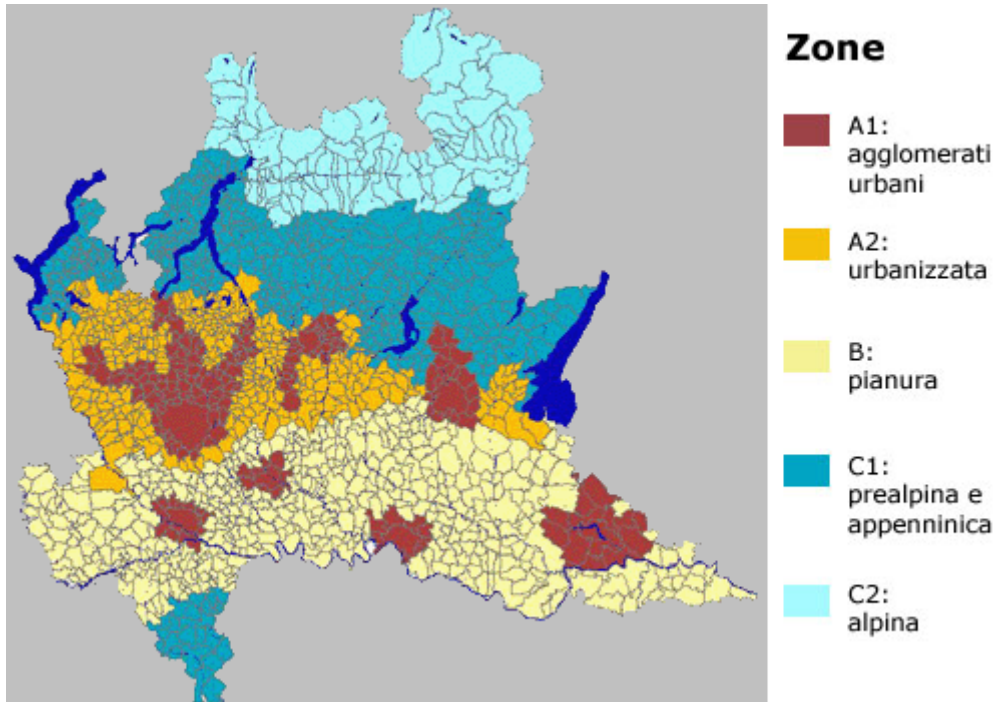 Zone
A1:
agglomerati
urbani
A2:
urbanizzata
B:
pianura
C1:
prealpina e
appenninica
C2:
alpina